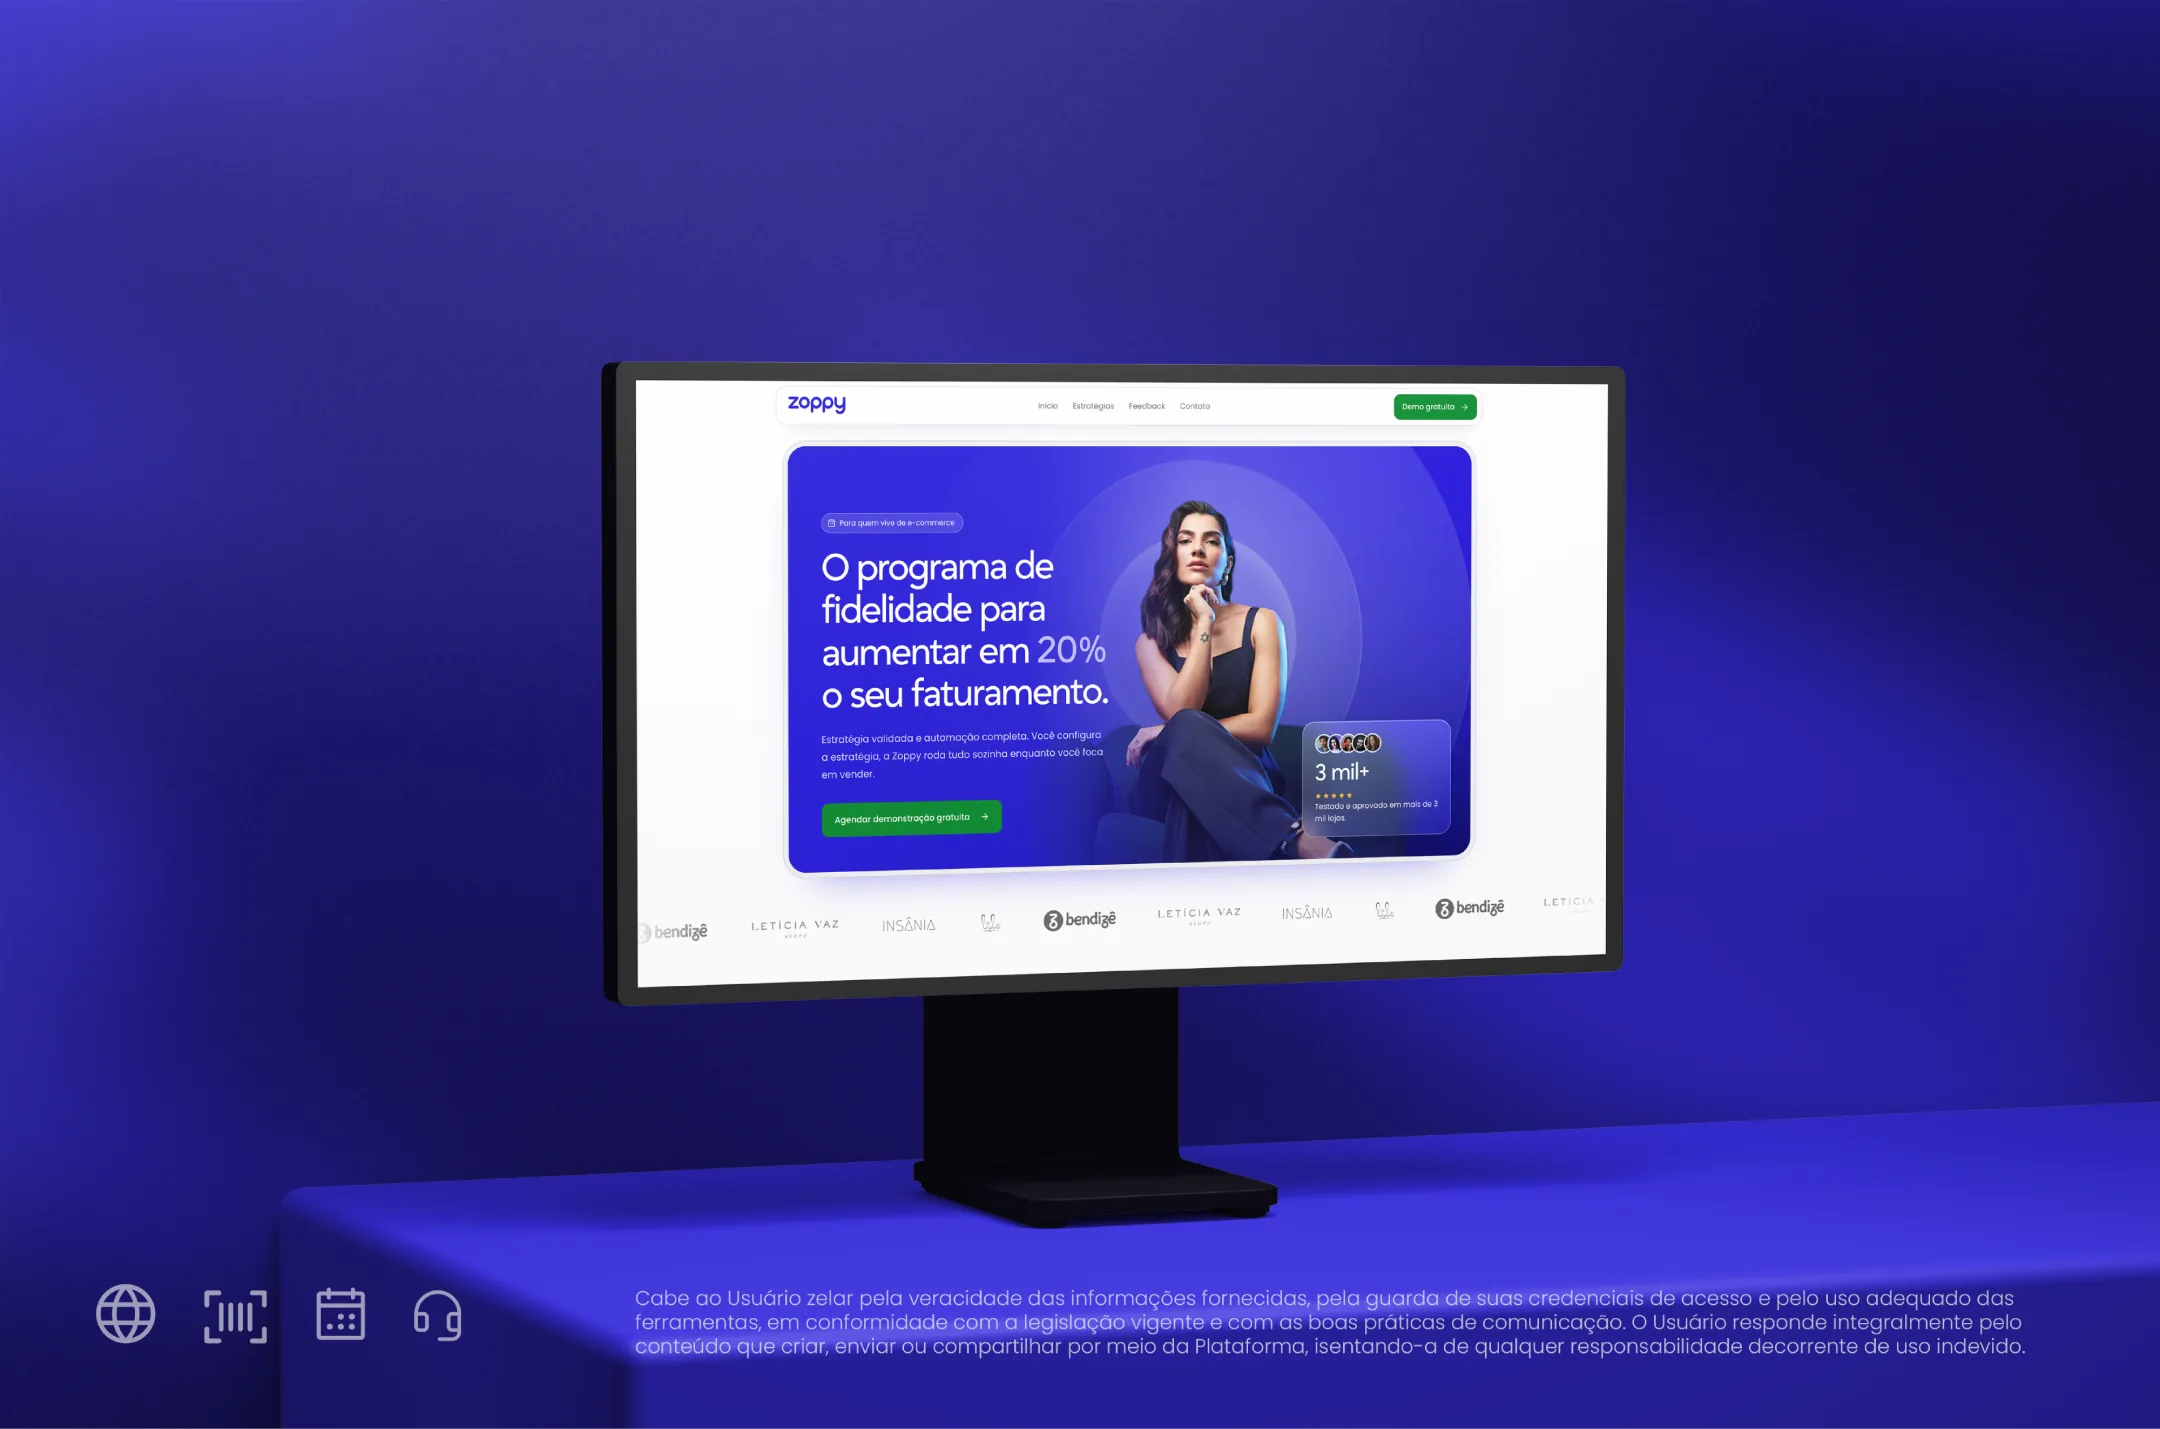 zoppy
Início Estratégias Feedback Contato
Demo gratuita
Para quem vive de e-commerce
O programa de
fidelidade para
aumentar em 20%
o seu faturamento.
Estratégia validada e automação completa. Você configura
a estratégia, a Zoppy roda tudo sozinha enquanto você foca
em vender.
Agendar demonstração gratuita
3 mil+
Testado e aprovado em mais de 3
mil lojas.
bendizê LETÍCIA VAZ store INSÂNIA bendizê LETÍCIA VAZ store INSÂNIA bendizê LETÍCIA
Cabe ao Usuário zelar pela veracidade das informações fornecidas, pela guarda de suas credenciais de acesso e pelo uso adequado das
ferramentas, em conformidade com a legislação vigente e com as boas práticas de comunicação. O Usuário responde integralmente pelo
conteúdo que criar, enviar ou compartilhar por meio da Plataforma, isentando-a de qualquer responsabilidade decorrente de uso indevido.